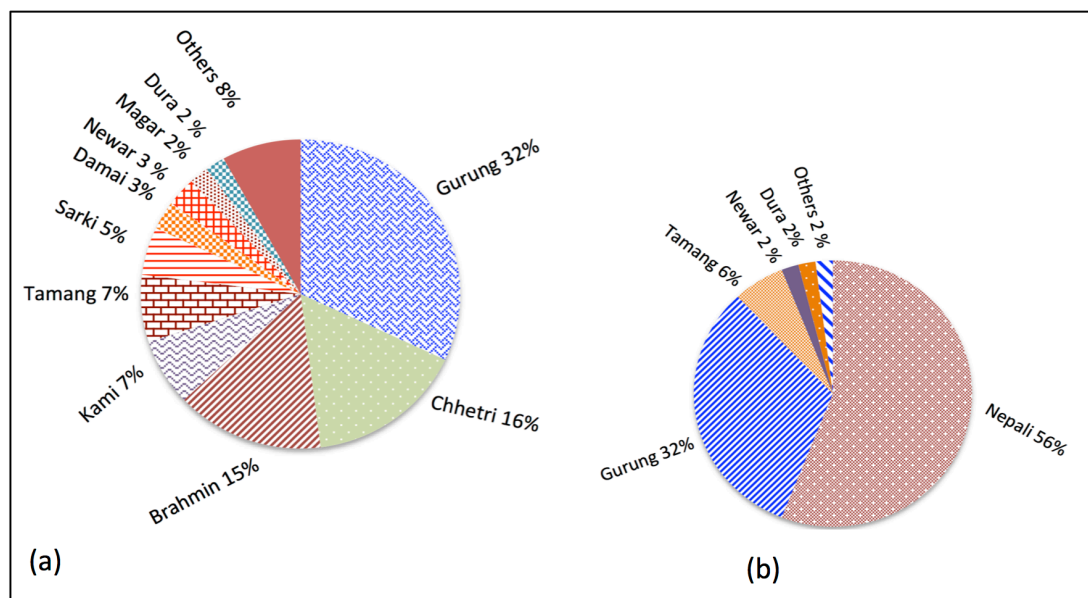 Others 8%
Dura 2 %
Magar 2%
Newar 3 %
Damai 3%
Sarki 5%
Tamang 7%
Kami 7%
Brahmin 15%
Chhetri 16%
Gurung 32%
(a)
Others 2 %
Dura 2%
Newar 2 %
Tamang 6%
Gurung 32%
Nepali 56%
(b)